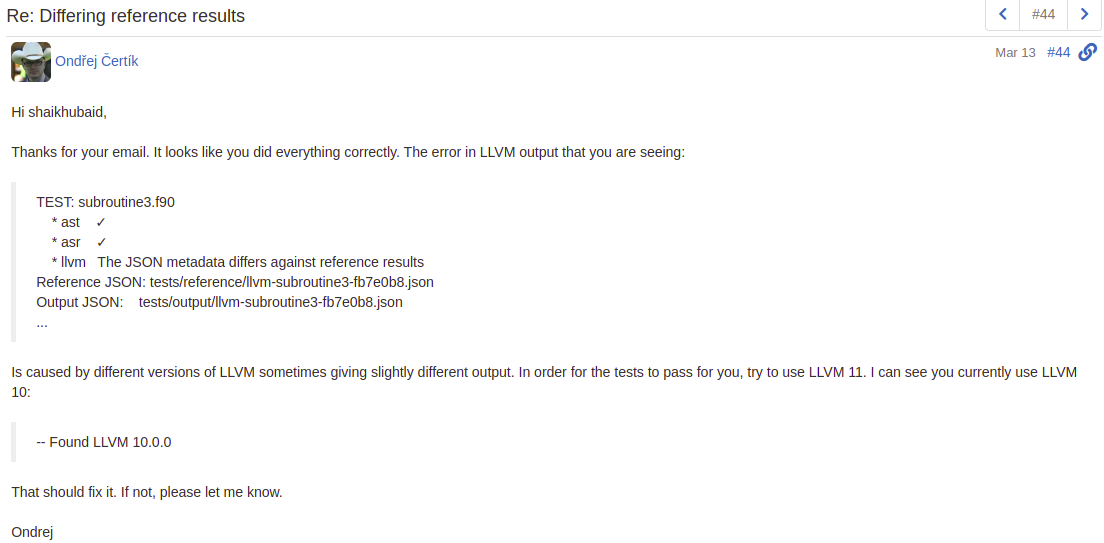 Re: Differing reference results
#44
Ondřej Čertík
Mar 13 #44
Hi shaikhubaid,
Thanks for your email. It looks like you did everything correctly. The error in LLVM output that you are seeing:
TEST: subroutine3.f90
* ast ✓
* asr ✓
* llvm The JSON metadata differs against reference results
Reference JSON: tests/reference/llvm-subroutine3-fb7e0b8.json
Output JSON: tests/output/llvm-subroutine3-fb7e0b8.json
...
Is caused by different versions of LLVM sometimes giving slightly different output. In order for the tests to pass for you, try to use LLVM 11. I can see you currently use LLVM
10:
-- Found LLVM 10.0.0
That should fix it. If not, please let me know.
Ondrej